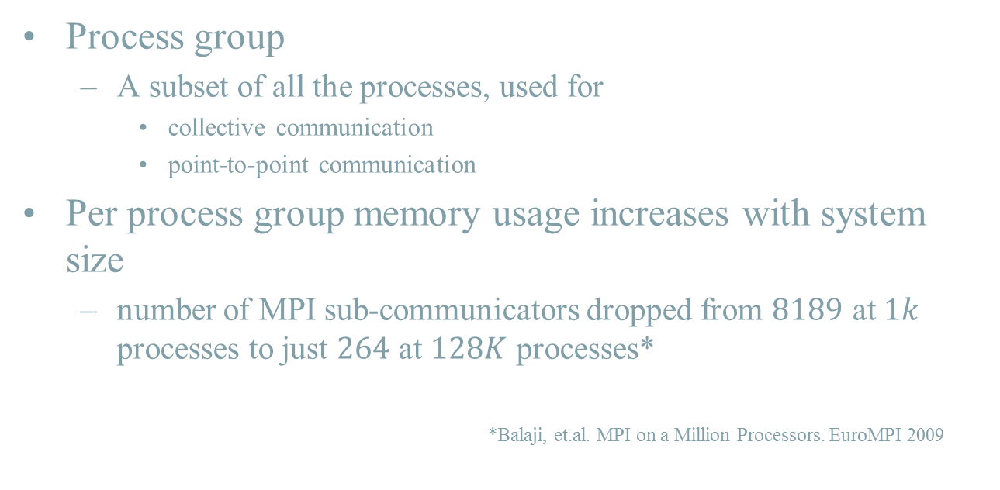 • Process group
– A subset of all the processes, used for
• collective communication
• point-to-point communication
• Per process group memory usage increases with system
size
– number of MPI sub-communicators dropped from 8189 at 1k
processes to just 264 at 128K processes*
*Balaji, et.al. MPI on a Million Processors. EuroMPI 2009